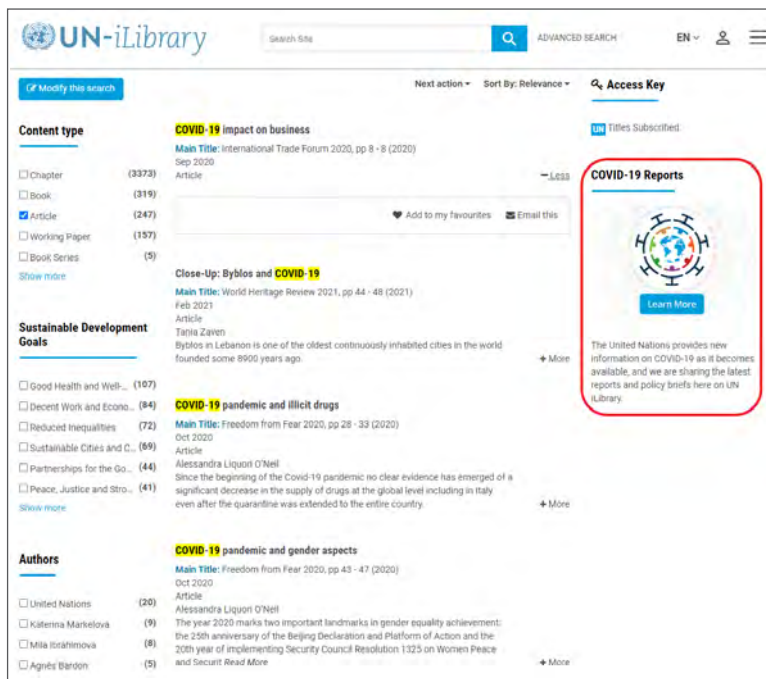 UN-iLibrary
Search Site
ADVANCED SEARCH
EN
Modify this search
Next action
Sort By: Relevance
Content type
Chapter (3373)
Book (319)
Article (247)
Working Paper (157)
Book Series (5)
Show more
Sustainable Development
Goals
Good Health and Well-... (107)
Decent Work and Econo... (84)
Reduced Inequalities (72)
Sustainable Cities and C... (69)
Partnerships for the Go... (44)
Peace, Justice and Stro... (41)
Show more
Authors
United Nations (20)
Katerina Markelova (9)
Mila Ibrahimova (8)
Agnès Bardon (5)
COVID-19 impact on business
Main Title: International Trade Forum 2020, pp 8 - 8 (2020)
Sep 2020
Article
Less
Add to my favourites
Email this
Close-Up: Byblos and COVID-19
Main Title: World Heritage Review 2021, pp 44 - 48 (2021)
Feb 2021
Article
Tania Zaven
Byblos in Lebanon is one of the oldest continuously inhabited cities in the world
founded some 8900 years ago.
+ More
COVID-19 pandemic and illicit drugs
Main Title: Freedom from Fear 2020, pp 28 - 33 (2020)
Oct 2020
Article
Alessandra Liquori O'Neil
Since the beginning of the Covid-19 pandemic no clear evidence has emerged of a
significant decrease in the supply of drugs at the global level including in Italy
even after the quarantine was extended to the entire country.
+ More
COVID-19 pandemic and gender aspects
Main Title: Freedom from Fear 2020, pp 43 - 47 (2020)
Oct 2020
Article
Alessandra Liquori O'Neil
The year 2020 marks two important landmarks in gender equality achievement:
the 25th anniversary of the Beijing Declaration and Platform of Action and the
20th year of implementing Security Council Resolution 1325 on Women Peace
and Securit Read More
+ More
Access Key
UN Titles Subscribed
COVID-19 Reports
Learn More
The United Nations provides new
information on COVID-19 as it becomes
available, and we are sharing the latest
reports and policy briefs here on UN
iLibrary.